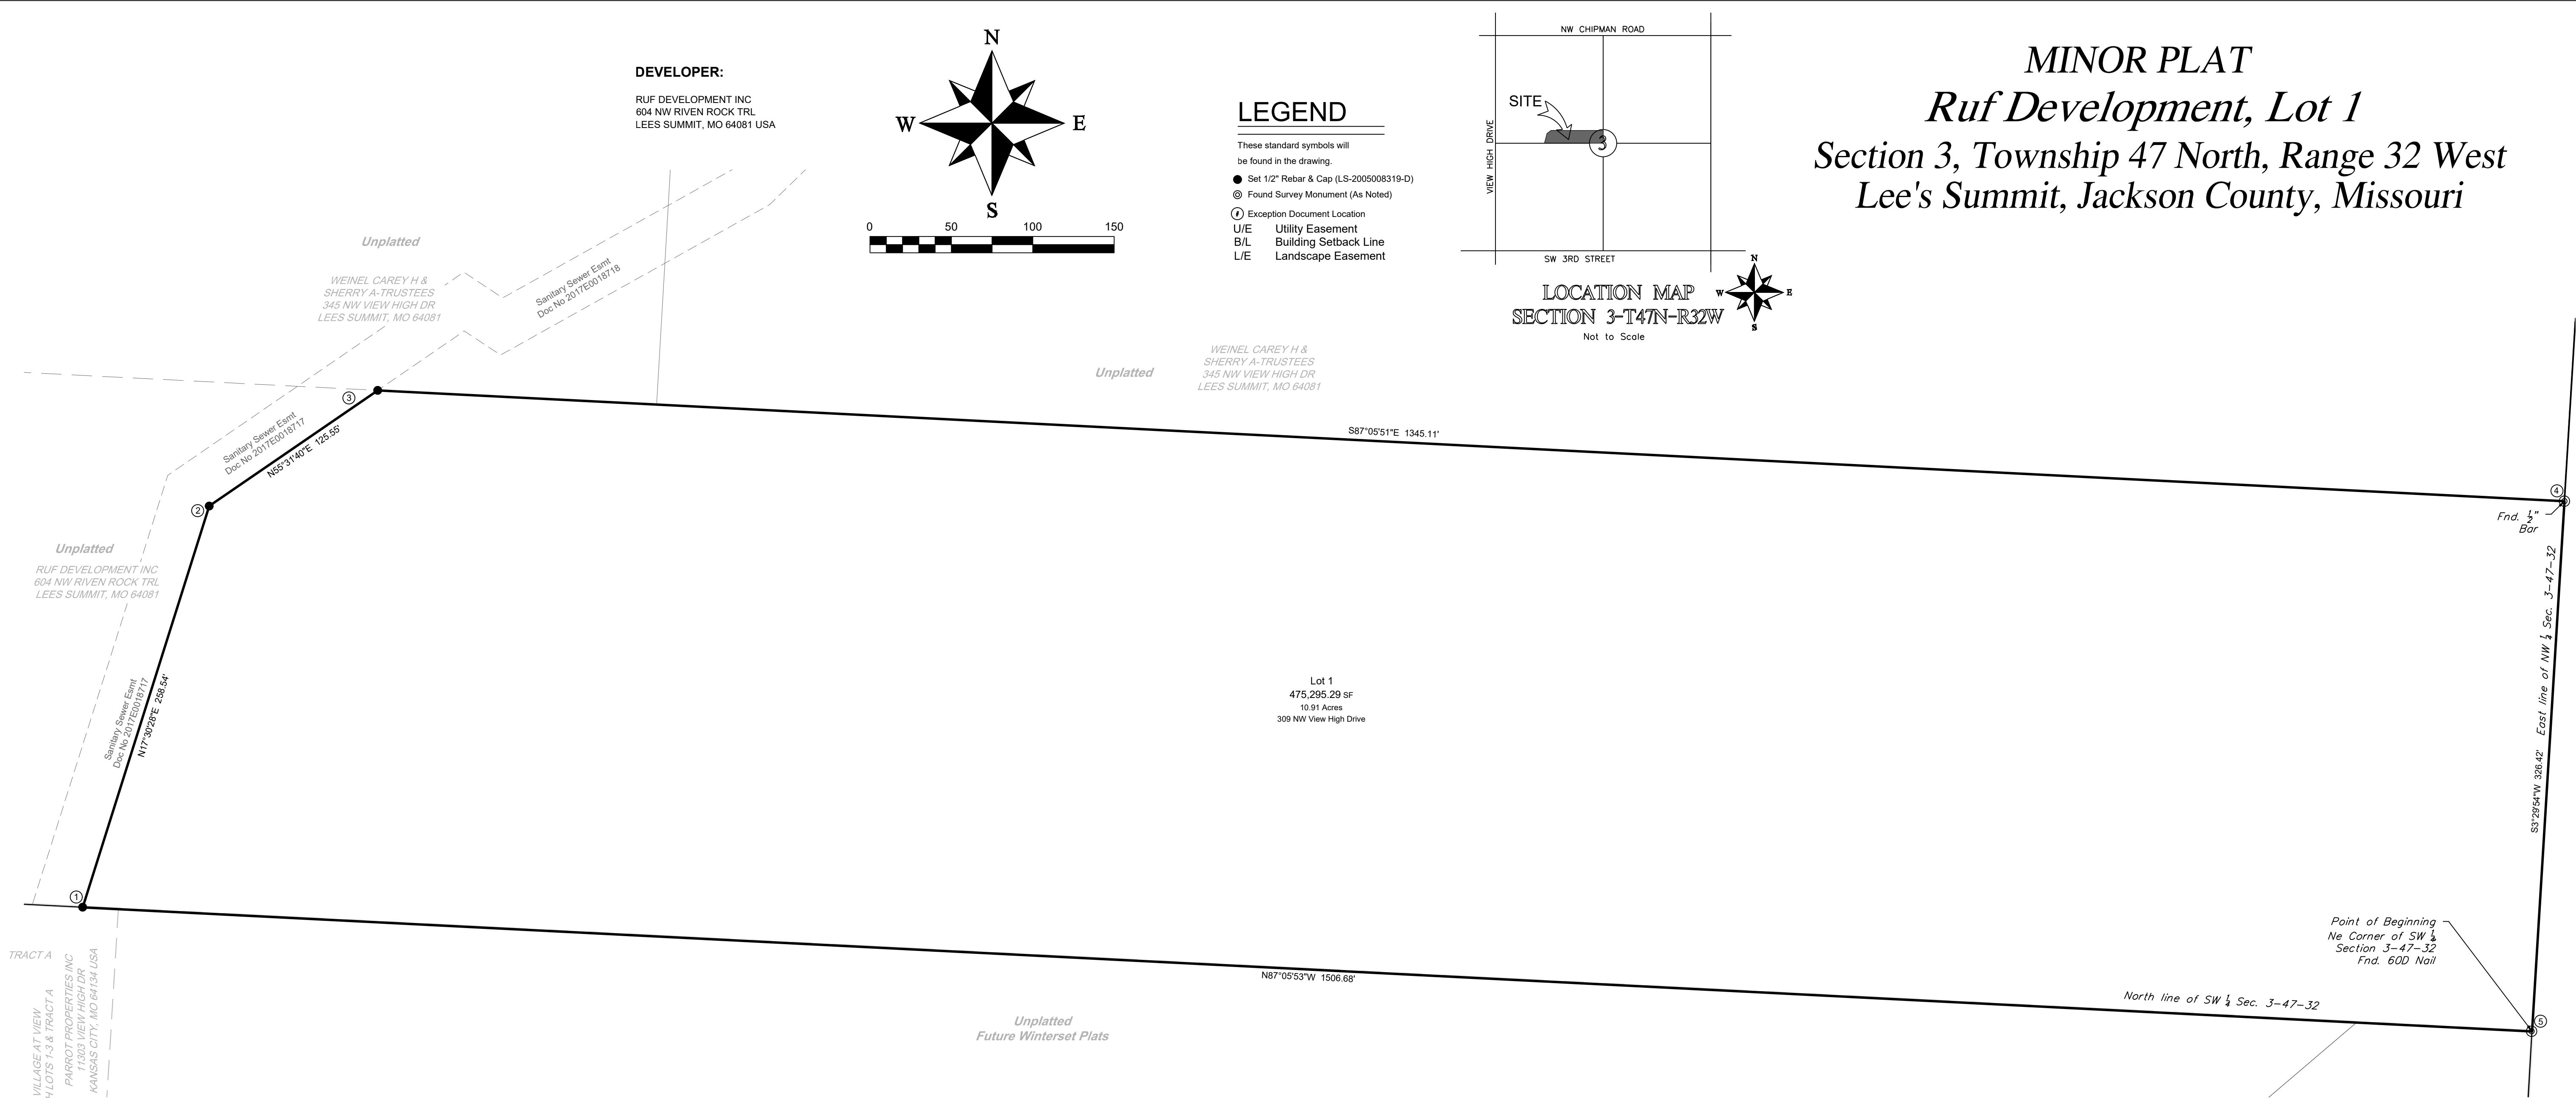 MINOR PLAT
Ruf Development, Lot 1
Section 3, Township 47 North, Range 32 West
Lee's Summit, Jackson County, Missouri
DEVELOPER:
RUF DEVELOPMENT INC
604 NW RIVEN ROCK TRL
LEES SUMMIT, MO 64081 USA
N
W
E
S
0 50 100 150
LEGEND
These standard symbols will
be found in the drawing.
Set 1/2" Rebar & Cap (LS-2005008319-D)
Found Survey Monument (As Noted)
Exception Document Location
U/E Utility Easement
B/L Building Setback Line
L/E Landscape Easement
NW CHIPMAN ROAD
SITE
3
VIEW HIGH DRIVE
SW 3RD STREET
LOCATION MAP
SECTION 3-T47N-R32W
Not to Scale
N
W
E
S
Unplatted
WEINEL CAREY H &
SHERRY A-TRUSTEES
345 NW VIEW HIGH DR
LEES SUMMIT, MO 64081
Sanitary Sewer Esmt
Doc No 2017E0018718
Unplatted
WEINEL CAREY H &
SHERRY A-TRUSTEES
345 NW VIEW HIGH DR
LEES SUMMIT, MO 64081
3
Sanitary Sewer Esmt
Doc No 2017E0018717
N55°31'40"E 125.55'
S87°05'51"E 1345.11'
4
Fnd. 1/2"
Bar
2
Unplatted
RUF DEVELOPMENT INC
604 NW RIVEN ROCK TRL
LEES SUMMIT, MO 64081
Sanitary Sewer Esmt
Doc No 2017E0018717
N17°30'28"E 258.54'
Lot 1
475,295.29 SF
10.91 Acres
309 NW View High Drive
S3°29'54"W 326.42' East line of NW 1/4 Sec. 3-47-32
1
Point of Beginning
Ne Corner of SW 1/4
Section 3-47-32
Fnd. 60D Nail
N87°05'53"W 1506.68'
North line of SW 1/4 Sec. 3-47-32
5
TRACT A
VILLAGE AT VIEW
H LOTS 1-3 & TRACT A
PARROT PROPERTIES INC
11303 VIEW HIGH DR
KANSAS CITY, MO 64134 USA
Unplatted
Future Winterset Plats